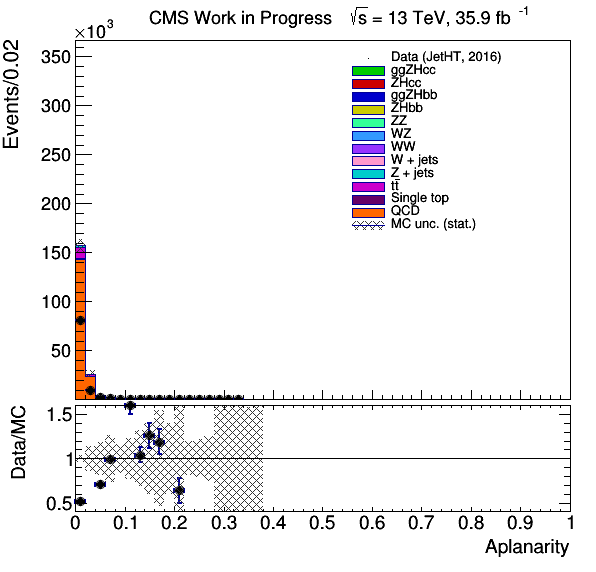 CMS Work in Progress √s = 13 TeV, 35.9 fb⁻¹
×10³
Events/0.02
350
300
250
200
150
100
50
Data (JetHT, 2016)
ggZHcc
ZHcc
ggZHbb
ZHbb
ZZ
WZ
WW
W + jets
Z + jets
tt̄
Single top
QCD
MC unc. (stat.)
Data/MC
1.5
1
0.5
0 0.1 0.2 0.3 0.4 0.5 0.6 0.7 0.8 0.9 1
Aplanarity